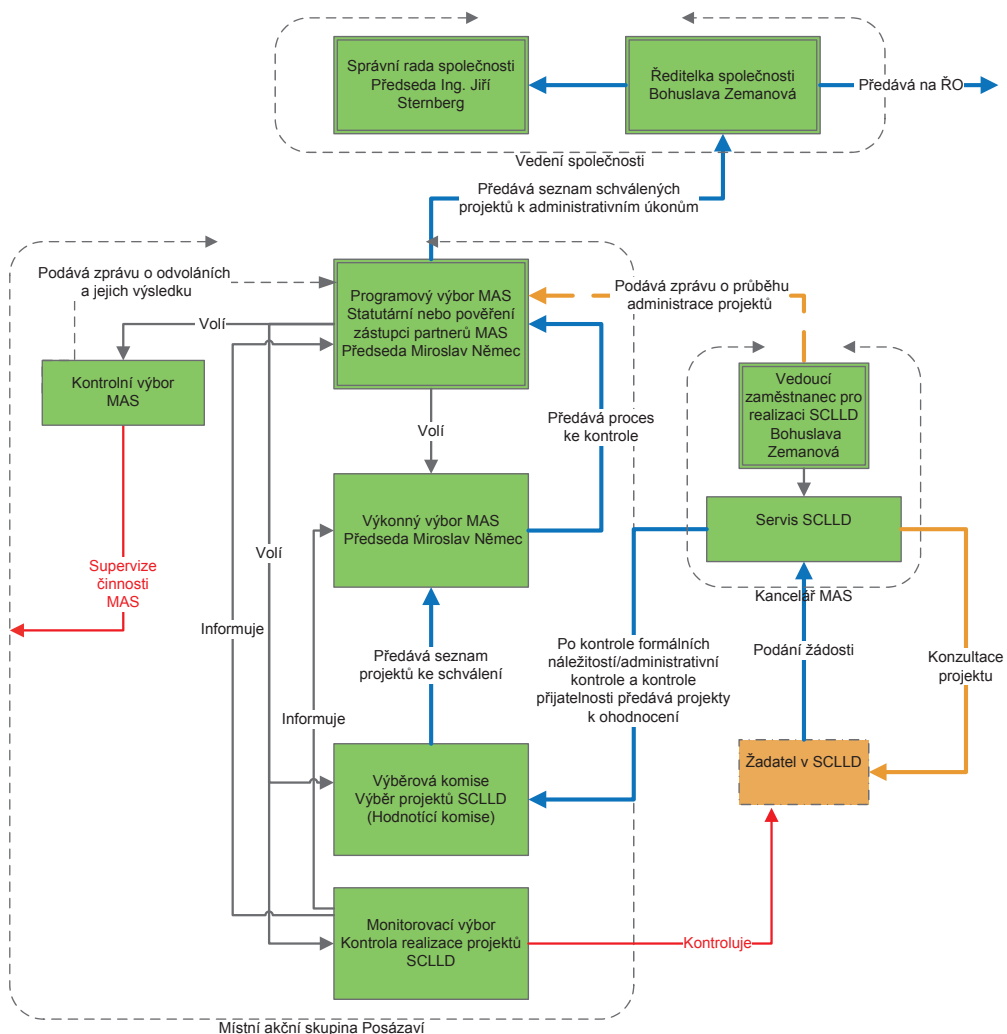 Správní rada společnosti
Předseda Ing. Jiří
Sternberg
Ředitelka společnosti
Bohuslava Zemanová
Předává na ŘO
Vedení společnosti
Předává seznam schválených
projektů k administrativním úkonům
Podává zprávu o odvoláních
a jejich výsledku
Programový výbor MAS
Statutární nebo pověření
zástupci partnerů MAS
Předseda Miroslav Němec
Podává zprávu o průběhu
administrace projektů
Volí
Kontrolní výbor
MAS
Vedoucí
zaměstnanec pro
realizaci SCLLD
Bohuslava
Zemanová
Volí
Předává proces
ke kontrole
Výkonný výbor MAS
Předseda Miroslav Němec
Servis SCLLD
Volí
Supervize
činnosti
MAS
Kancelář MAS
Informuje
Předává seznam
projektů ke schválení
Po kontrole formálních
náležitostí/administrativní
kontrole a kontrole
přijatelnosti předává projekty
k ohodnocení
Podání žádosti
Konzultace
projektu
Informuje
Výběrová komise
Výběr projektů SCLLD
(Hodnotící komise)
Žadatel v SCLLD
Monitorovací výbor
Kontrola realizace projektů
SCLLD
Kontroluje
Místní akční skupina Posázaví